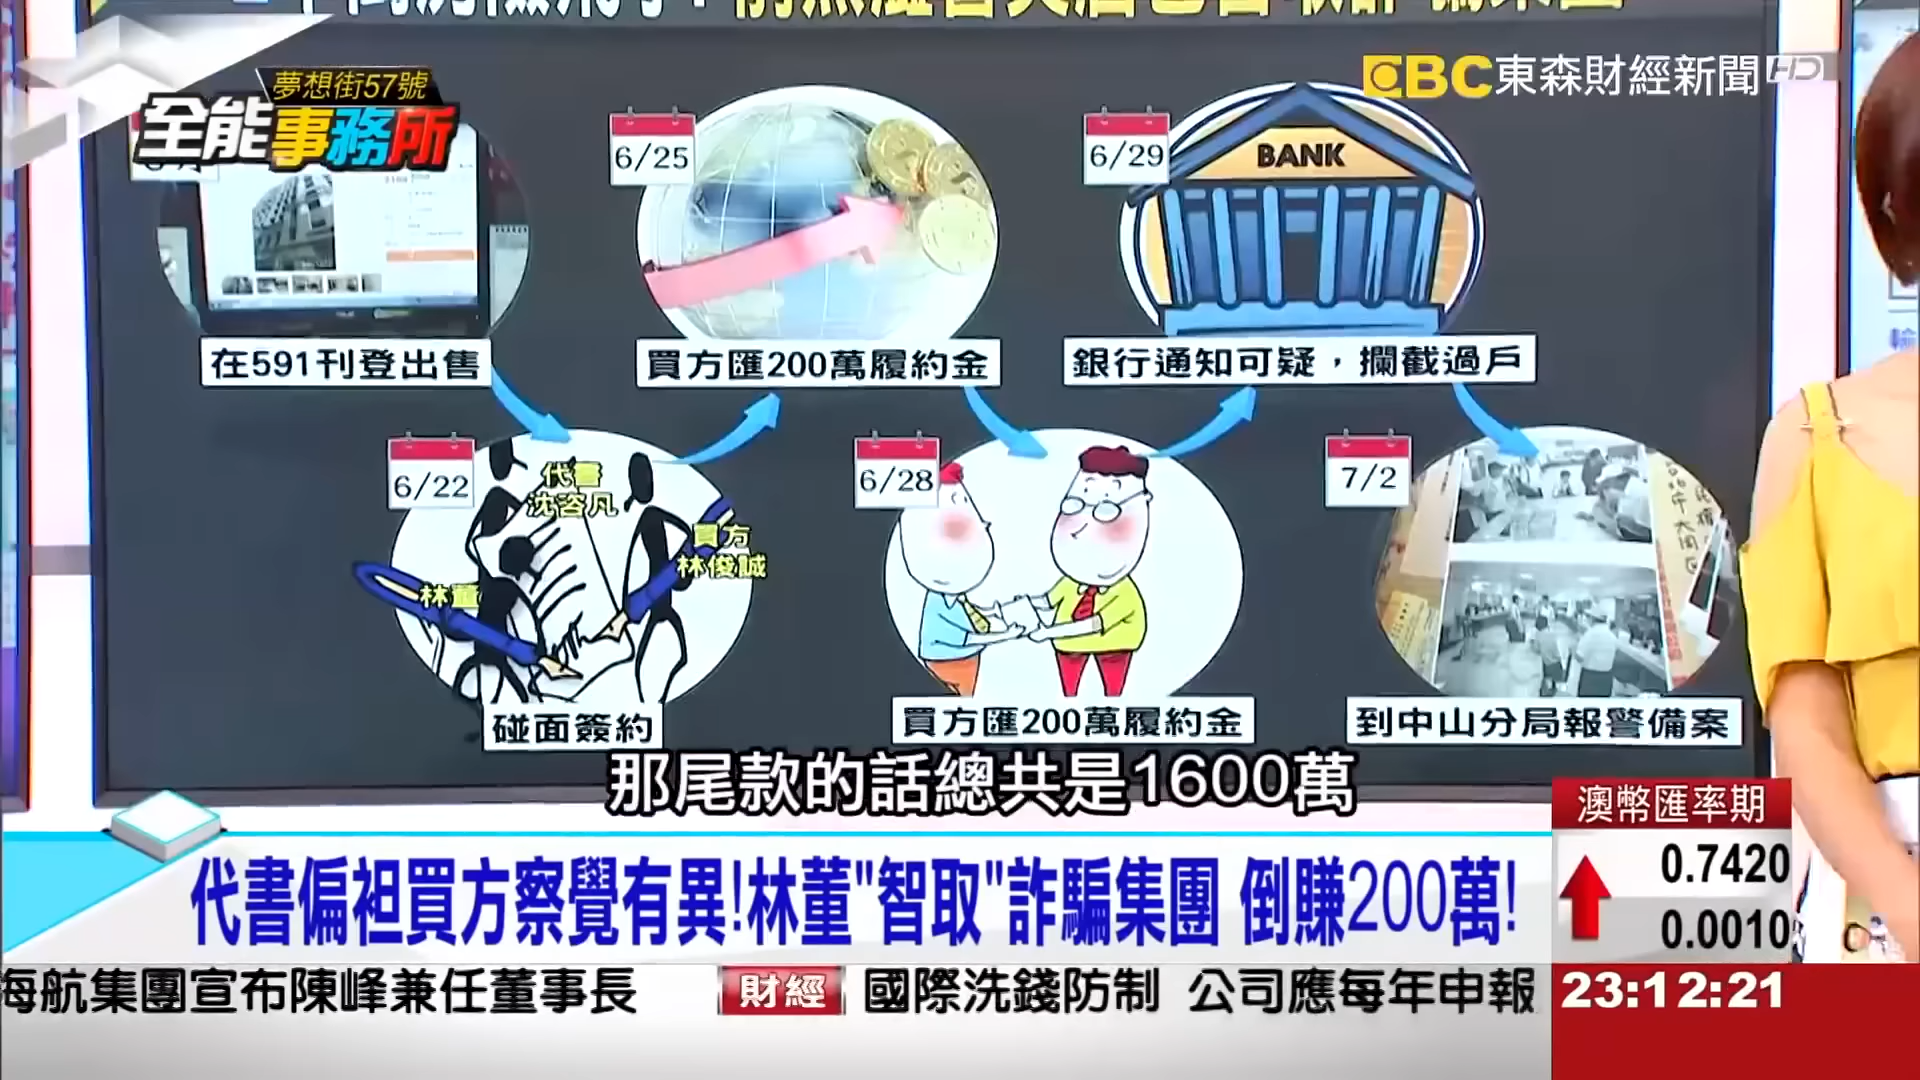 EBC東森財經新聞HD
夢想街57號
全能事務所
6/25
6/29
BANK
在591刊登出售
買方匯200萬履約金
銀行通知可疑，攔截過戶
6/22
代書
沈咨凡
買方
林俊誠
林董
6/28
7/2
碰面簽約
買方匯200萬履約金
到中山分局報警備案
那尾款的話總共是1600萬
澳幣匯率期
0.7420
0.0010
代書偏袒買方察覺有異!林董"智取"詐騙集團 倒賺200萬!
海航集團宣布陳峰兼任董事長
財經
國際洗錢防制 公司應每年申報
23:12:21